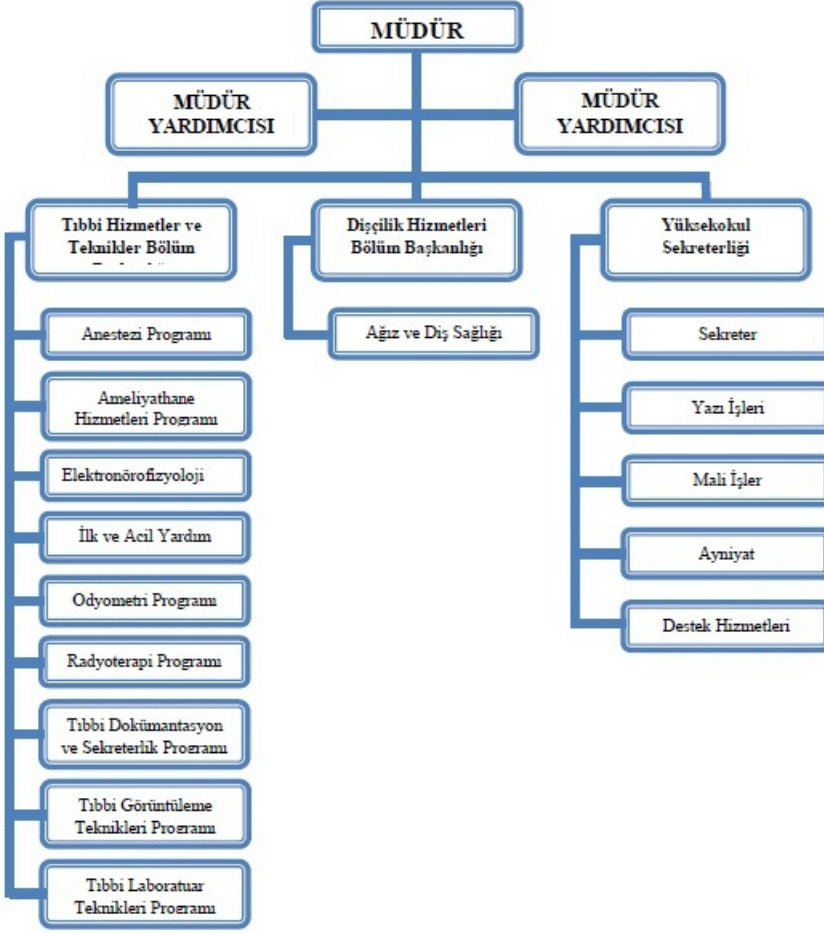 MÜDÜR
MÜDÜR
YARDIMCISI
MÜDÜR
YARDIMCISI
Tıbbi Hizmetler ve
Teknikler Bölüm
Dişçilik Hizmetleri
Bölüm Başkanlığı
Yüksekokul
Sekreterliği
Anestezi Programı
Ameliyathane
Hizmetleri Programı
Elektronörofizyoloji
İlk ve Acil Yardım
Odyometri Programı
Radyoterapi Programı
Tıbbi Dokümantasyon
ve Sekreterlik Programı
Tıbbi Görüntüleme
Teknikleri Programı
Tıbbi Laboratuar
Teknikleri Programı
Ağız ve Diş Sağlığı
Sekreter
Yazı İşleri
Mali İşler
Ayniyat
Destek Hizmetleri